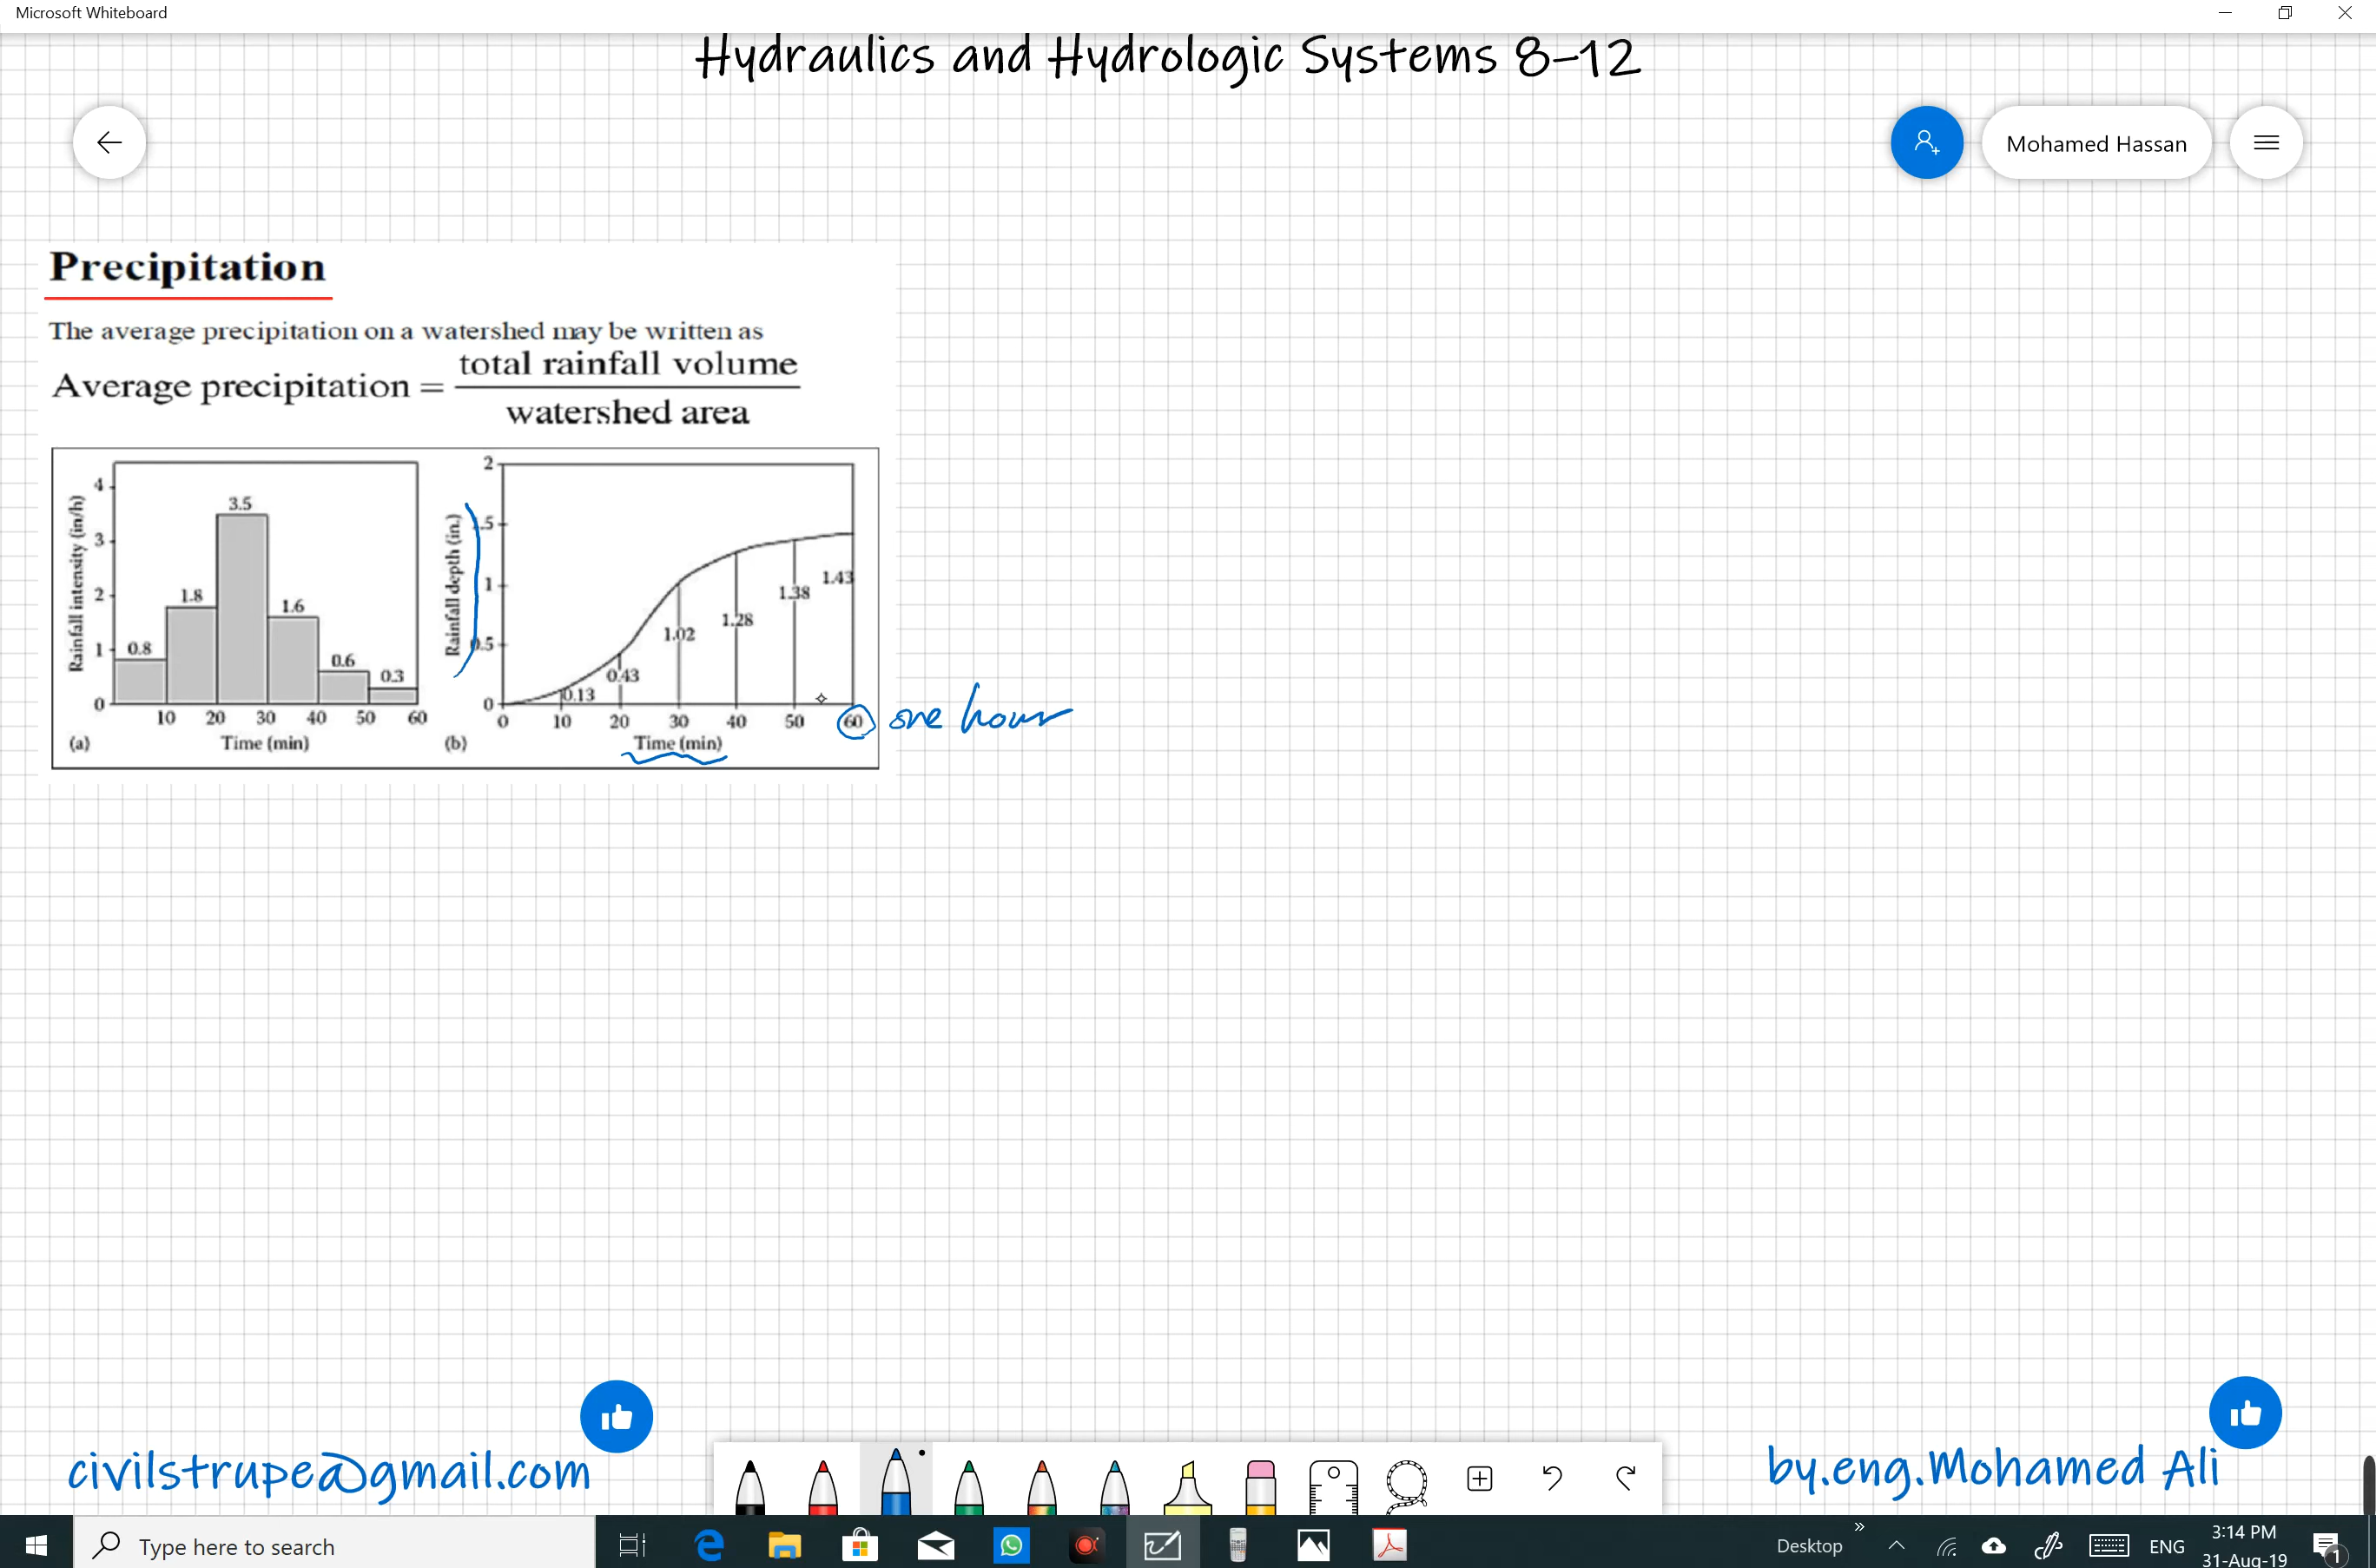 Microsoft Whiteboard
Hydraulics and Hydrologic Systems 8-12
Mohamed Hassan
Precipitation
The average precipitation on a watershed may be written as
Average precipitation = total rainfall volume
watershed area
4
3
2
1
0
Rainfall intensity (in/h)
0.8
1.8
3.5
1.6
0.6
0.3
10 20 30 40 50 60
(a) Time (min)
2
1.5
1
0.5
0
Rainfall depth (in.)
0.13
0.43
1.02
1.28
1.38
1.43
0 10 20 30 40 50 60 one hour
(b) Time (min)
civilstrupe@gmail.com
by.eng.Mohamed Ali
Type here to search
Desktop
ENG
3:14 PM
31-Aug-19
1